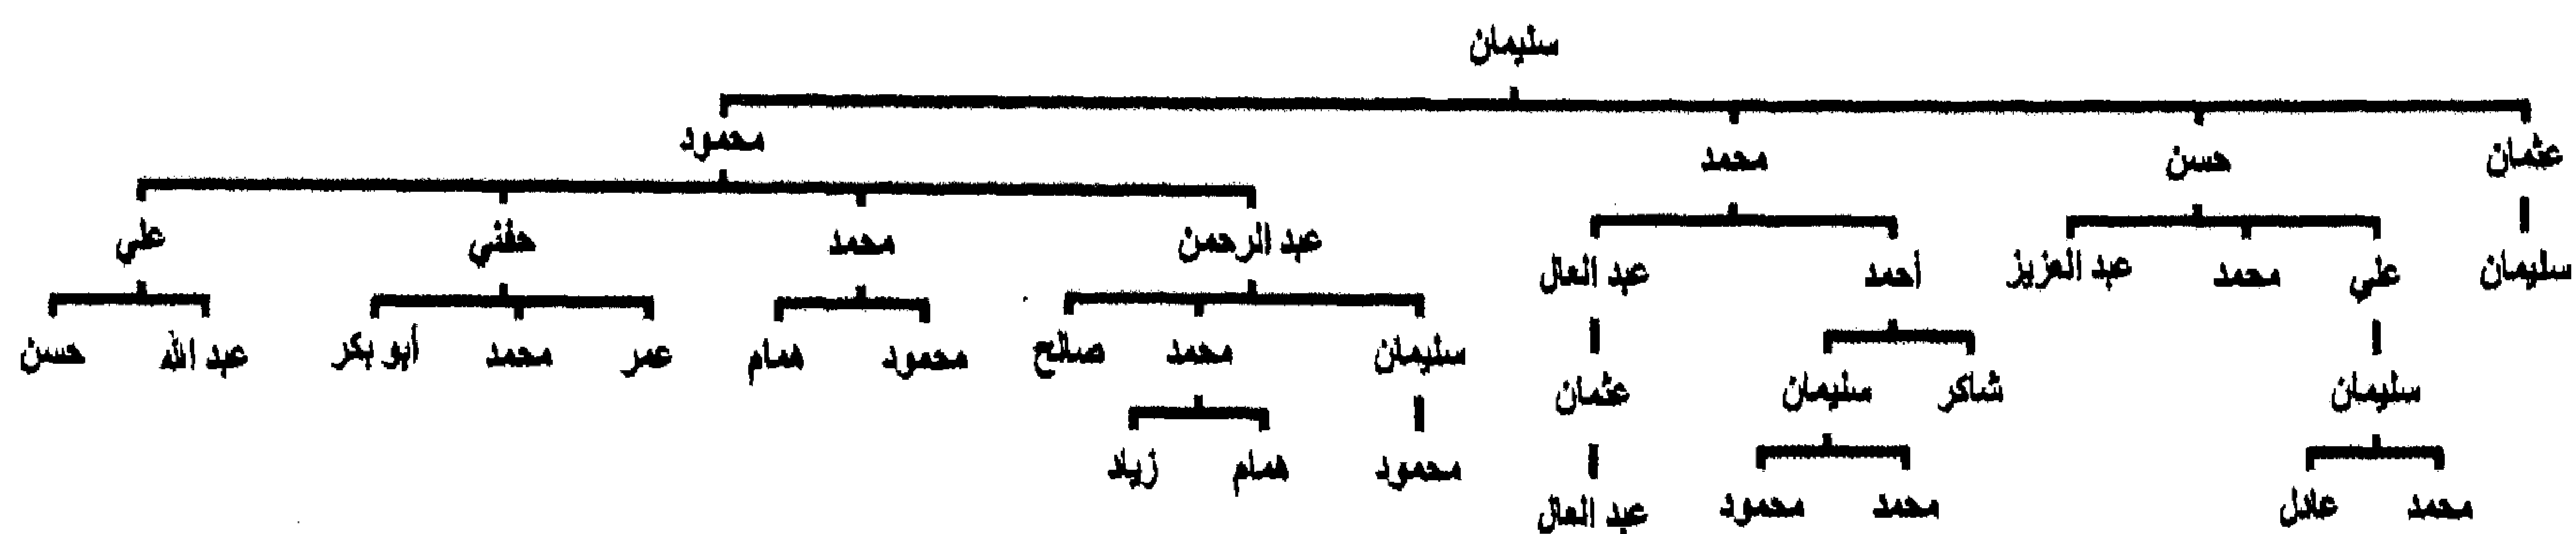 سليمان
عثمان حسن محمد محمود
سليمان علي محمد عبد العزيز أحمد عبد العال عبد الرحمن محمد حفني علي
سليمان شاكر سليمان عثمان سليمان محمد صالح محمود همام عمر محمد أبو بكر عبد الله حسن
محمد عادل محمد محمود عبد العال محمود همام زياد